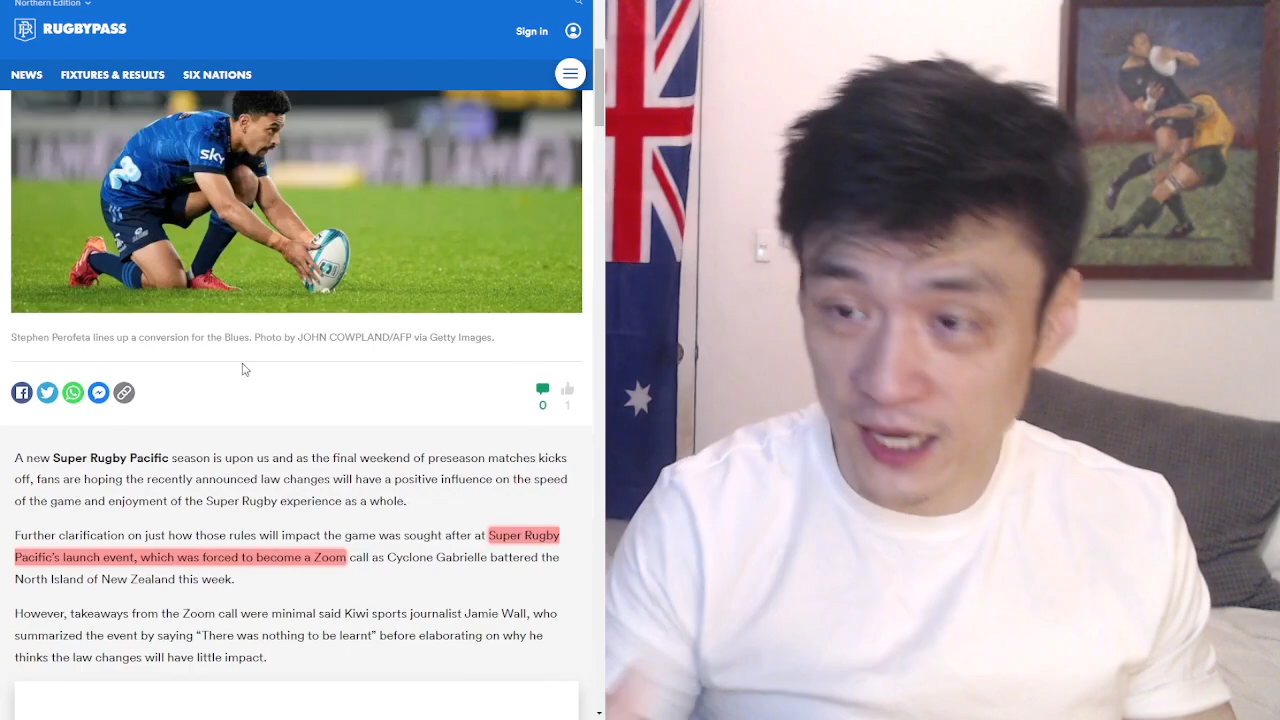 Northern Edition
RUGBYPASS
Sign in
NEWS FIXTURES & RESULTS SIX NATIONS
sky
Stephen Perofeta lines up a conversion for the Blues. Photo by JOHN COWPLAND/AFP via Getty Images.
0 1
A new Super Rugby Pacific season is upon us and as the final weekend of preseason matches kicks
off, fans are hoping the recently announced law changes will have a positive influence on the speed
of the game and enjoyment of the Super Rugby experience as a whole.
Further clarification on just how those rules will impact the game was sought after at Super Rugby
Pacific's launch event, which was forced to become a Zoom call as Cyclone Gabrielle battered the
North Island of New Zealand this week.
However, takeaways from the Zoom call were minimal said Kiwi sports journalist Jamie Wall, who
summarized the event by saying “There was nothing to be learnt” before elaborating on why he
thinks the law changes will have little impact.